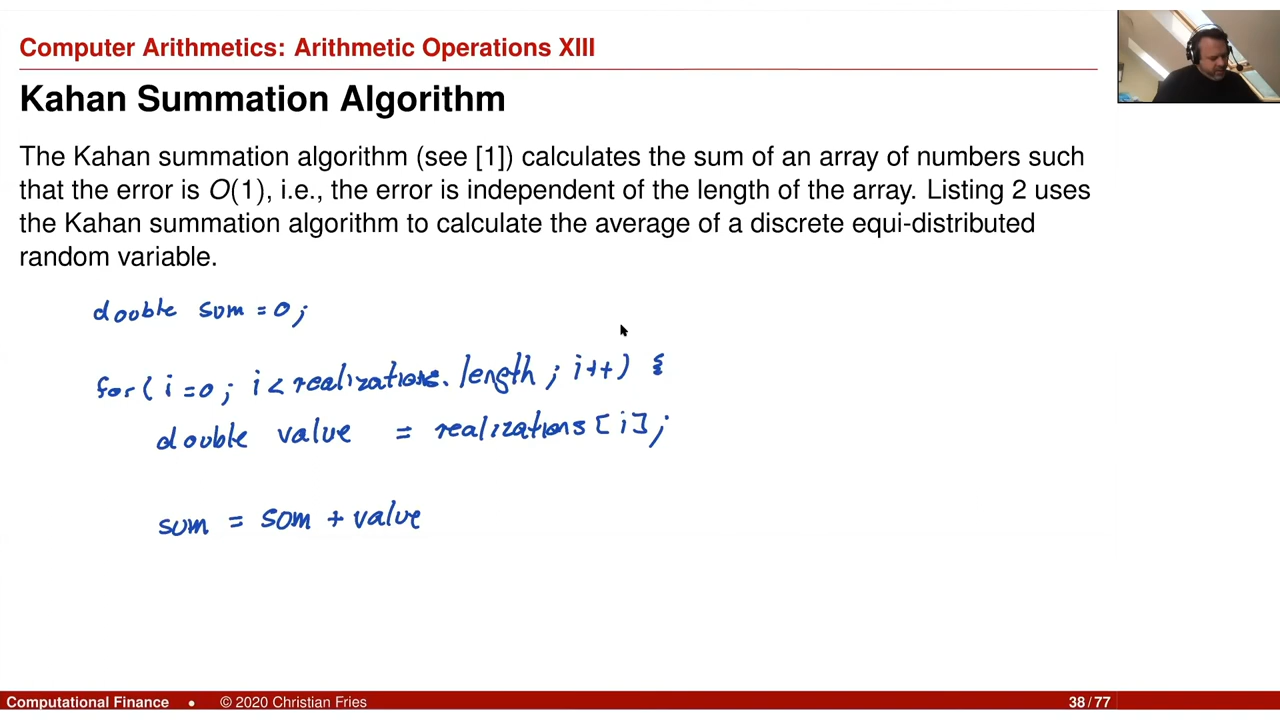 Computer Arithmetics: Arithmetic Operations XIII
Kahan Summation Algorithm
The Kahan summation algorithm (see [1]) calculates the sum of an array of numbers such
that the error is O(1), i.e., the error is independent of the length of the array. Listing 2 uses
the Kahan summation algorithm to calculate the average of a discrete equi-distributed
random variable.
double sum = 0;
for( i = 0; i < realizations.length; i++) {
double value = realizations[i];
sum = sum + value
Computational Finance • © 2020 Christian Fries 38 / 77